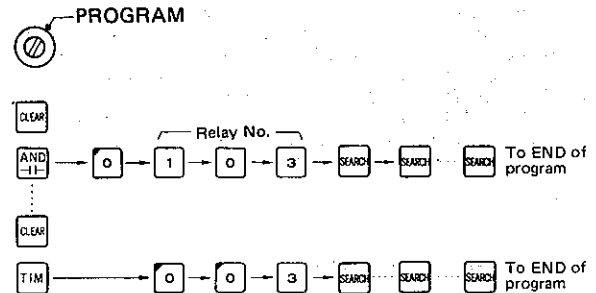 PROGRAM
CLEAR
Relay No.
AND 0 1 0 3 SEARCH SEARCH SEARCH To END of
program
CLEAR
TIM 0 0 3 SEARCH SEARCH SEARCH To END of
program